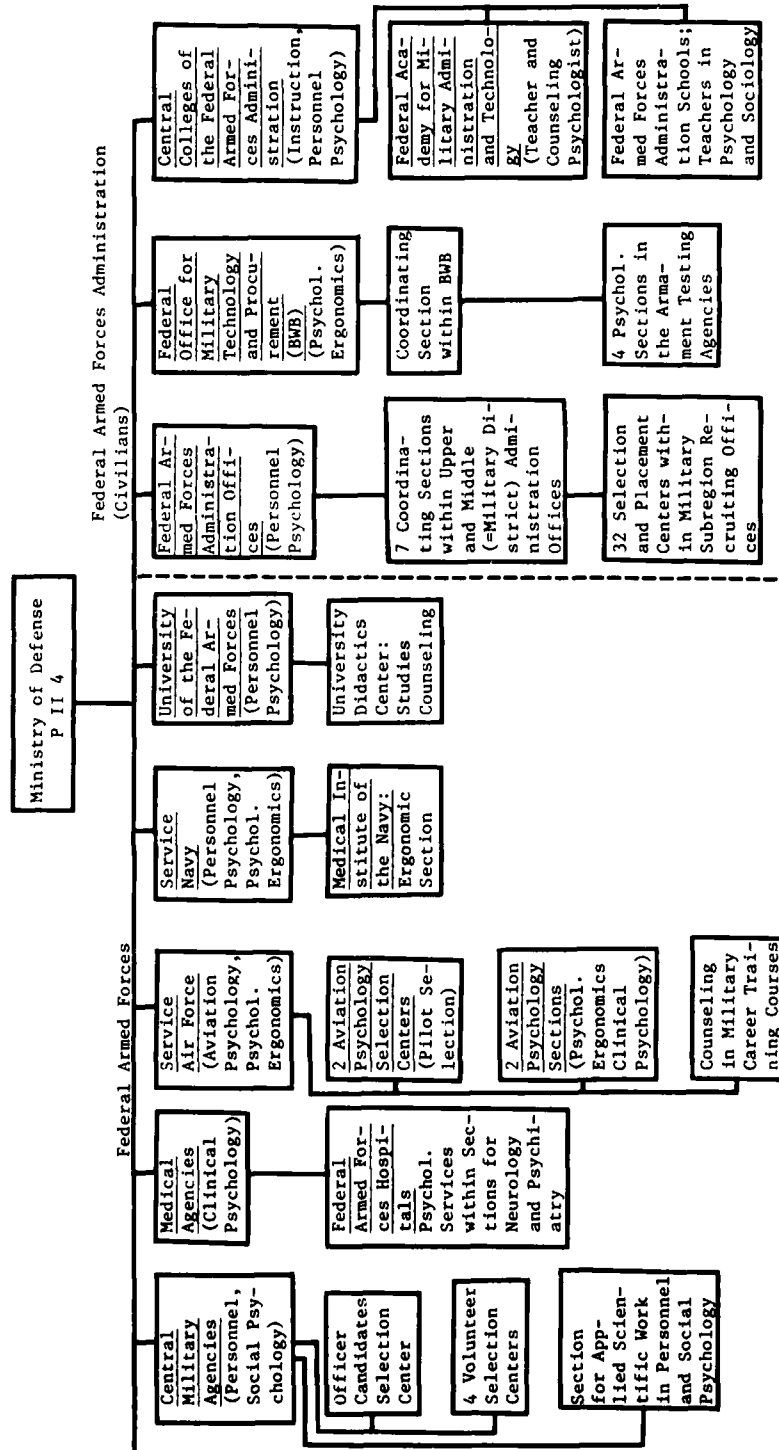 Ministry of Defense
P II 4
Federal Armed Forces
Federal Armed Forces Administration
(Civilians)
Central
Military
Agencies
(Personnel,
Social Psy-
chology)
Officer
Candidates
Selection
Center
4 Volunteer
Selection
Centers
Section
for App-
lied Scien-
tific Work
in Personnel
and Social
Psychology
Medical
Agencies
(Clinical
Psychology)
Federal
Armed For-
ces Hospi-
tals
Psychol.
Services
within Sec-
tions for
Neurology
and Psychi-
atry
Service
Air Force
(Aviation
Psychology,
Psychol.
Ergonomics)
2 Aviation
Psychology
Selection
Centers
(Pilot Se-
lection)
2 Aviation
Psychology
Sections
(Psychol.
Ergonomics
Clinical
Psychology)
Counseling
in Military
Career Trai-
ning Courses
Service
Navy
(Personnel
Psychology,
Psychol.
Ergonomics)
Medical In-
stitute of
the Navy:
Ergonomic
Section
University
of the Fe-
deral Ar-
med Forces
(Personnel
Psychology)
University
Didactics
Center:
Studies
Counseling
Federal Ar-
med Forces
Administra-
tion Offi-
ces
(Personnel
Psychology)
7 Coordina-
ting Sections
within Upper
and Middle
(=Military Di-
strict) Admi-
nistration
Offices
32 Selection
and Placement
Centers with-
in Military
Subregion Re-
cruiting Offi-
ces
Federal
Office for
Military
Technology
and Procu-
rement
(BWB)
(Psychol.
Ergonomics)
Coordinating
Section
within BWB
4 Psychol.
Sections in
the Arma-
ment Testing
Agencies
Central
Colleges of
the Federal
Armed For-
ces Admini-
stration
(Instruction,
Personnel
Psychology)
Federal Aca-
demy for Mi-
litary Admi-
nistration
and Technolo-
gy
(Teacher and
Counseling
Psychologist)
Federal Ar-
med Forces
Administra-
tion Schools;
Teachers in
Psychology
and Sociology